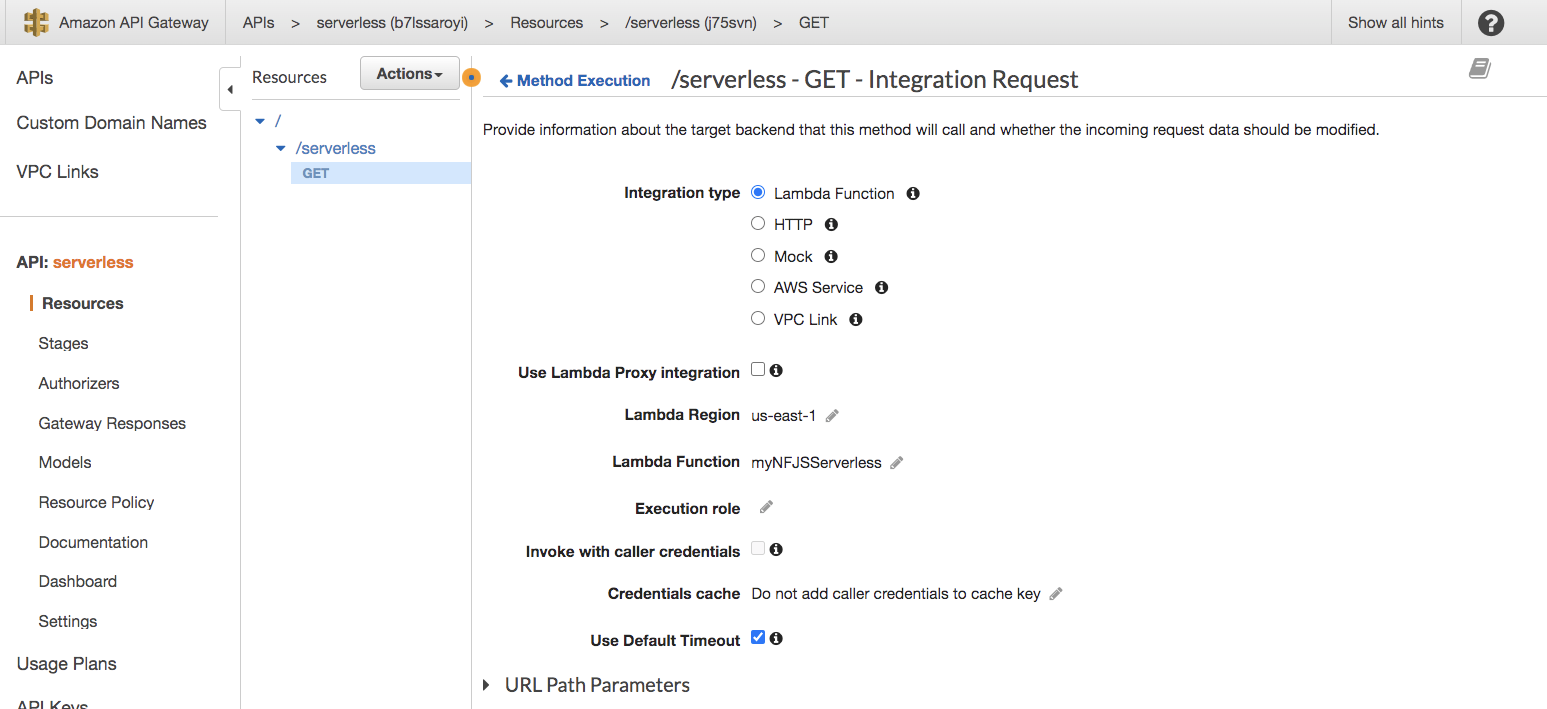 Amazon API Gateway
APIs > serverless (b7lssaroyi) > Resources > /serverless (j75svn) > GET
Show all hints
?
APIs
Custom Domain Names
VPC Links
API: serverless
Resources
Stages
Authorizers
Gateway Responses
Models
Resource Policy
Documentation
Dashboard
Settings
Usage Plans
API Keys
Resources
Actions
/
/serverless
GET
Method Execution
/serverless - GET - Integration Request
Provide information about the target backend that this method will call and whether the incoming request data should be modified.
Integration type
Lambda Function
HTTP
Mock
AWS Service
VPC Link
Use Lambda Proxy integration
Lambda Region us-east-1
Lambda Function myNFJSServerless
Execution role
Invoke with caller credentials
Credentials cache Do not add caller credentials to cache key
Use Default Timeout
URL Path Parameters